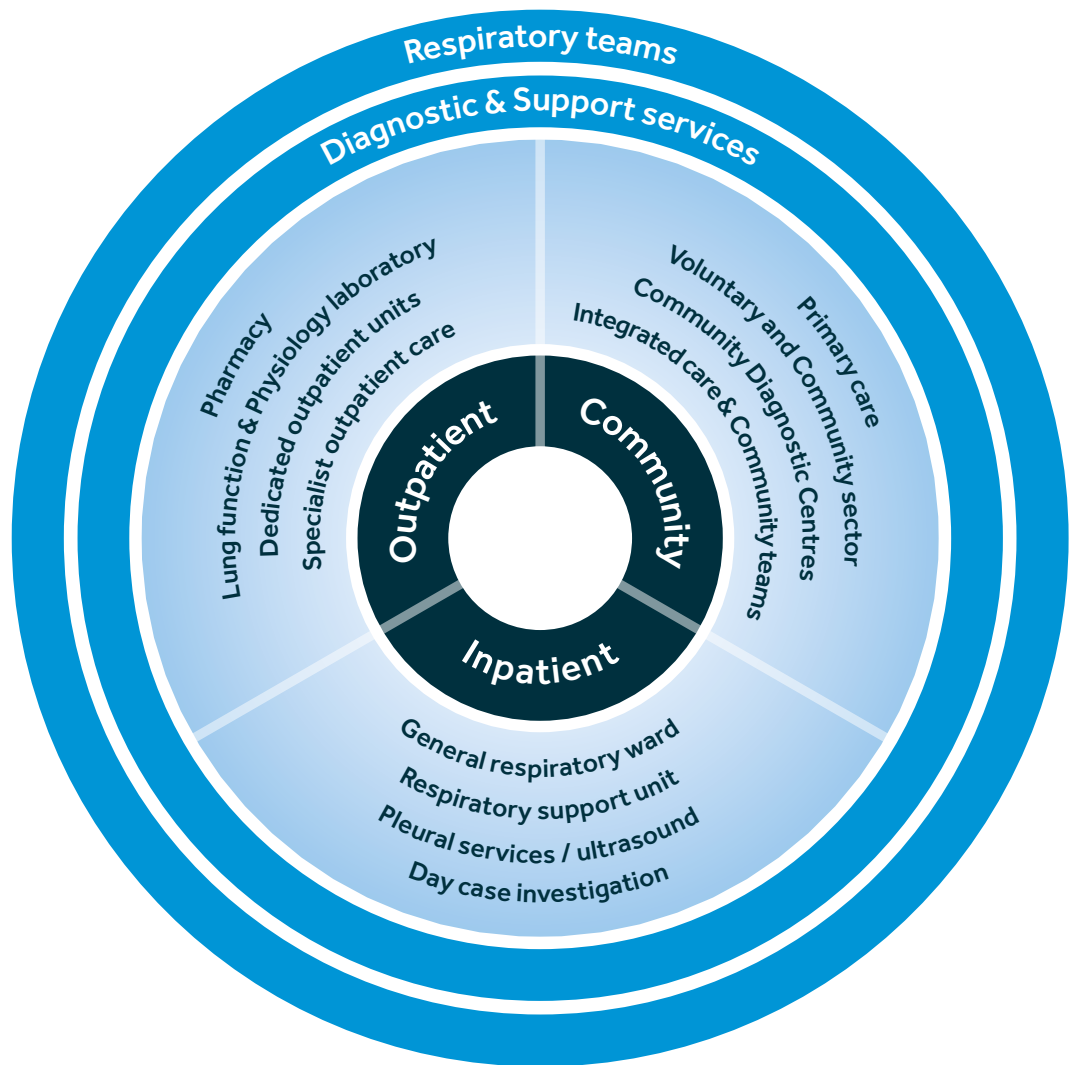 Respiratory teams
Diagnostic & Support services
Pharmacy
Lung function & Physiology laboratory
Dedicated outpatient units
Specialist outpatient care
Outpatient
Primary care
Voluntary and Community sector
Community Diagnostic Centres
Integrated care & Community teams
Community
Inpatient
General respiratory ward
Respiratory support unit
Pleural services / ultrasound
Day case investigation